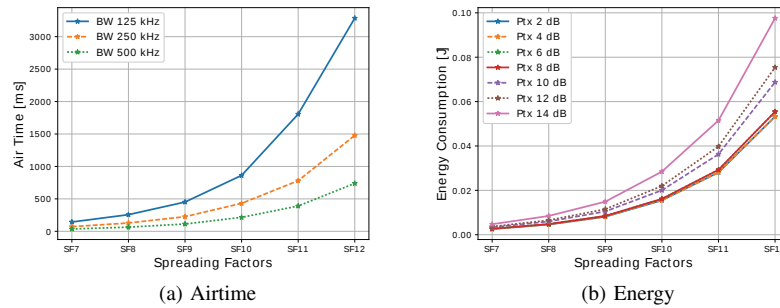 BW 125 kHz
BW 250 kHz
BW 500 kHz
3000
2500
2000
1500
1000
500
0
Air Time [ms]
SF7 SF8 SF9 SF10 SF11 SF12
Spreading Factors
(a) Airtime
Ptx 2 dB
Ptx 4 dB
Ptx 6 dB
Ptx 8 dB
Ptx 10 dB
Ptx 12 dB
Ptx 14 dB
0.10
0.08
0.06
0.04
0.02
0.00
Energy Consumption [J]
SF7 SF8 SF9 SF10 SF11 SF1
Spreading Factors
(b) Energy